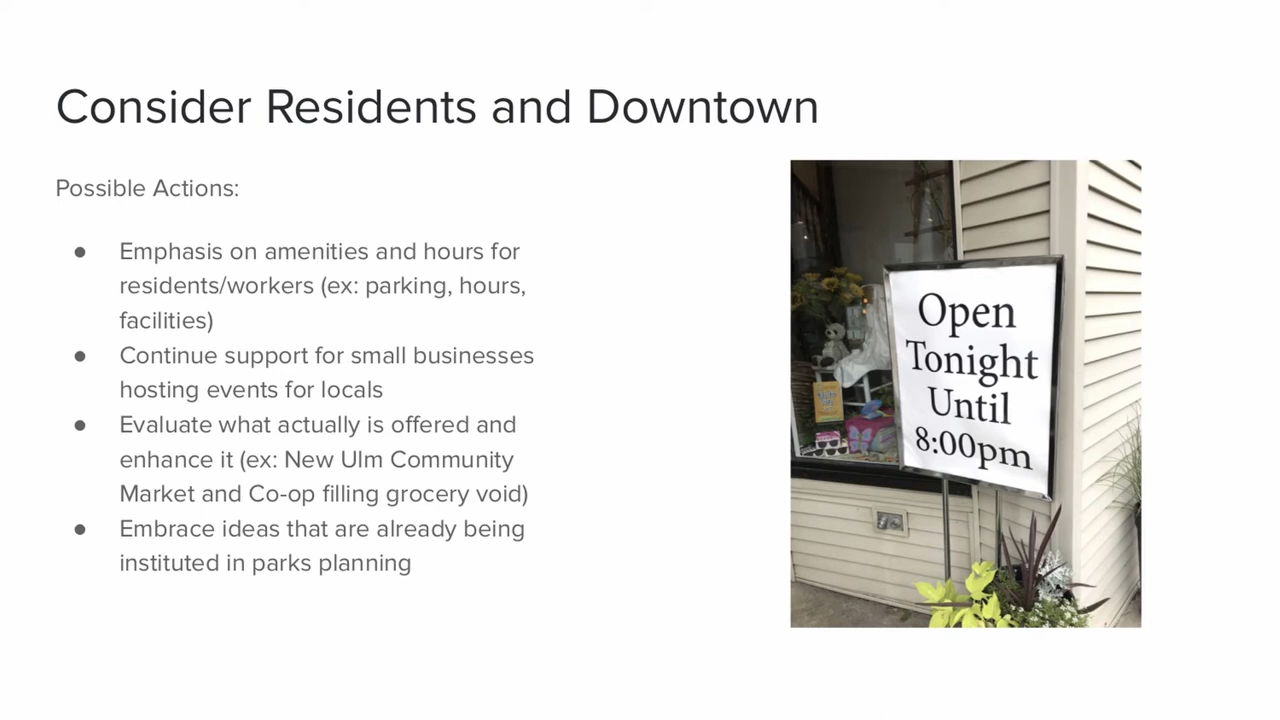 Consider Residents and Downtown
Possible Actions:
● Emphasis on amenities and hours for
residents/workers (ex: parking, hours,
facilities)
● Continue support for small businesses
hosting events for locals
● Evaluate what actually is offered and
enhance it (ex: New Ulm Community
Market and Co-op filling grocery void)
● Embrace ideas that are already being
instituted in parks planning
Open
Tonight
Until
8:00pm